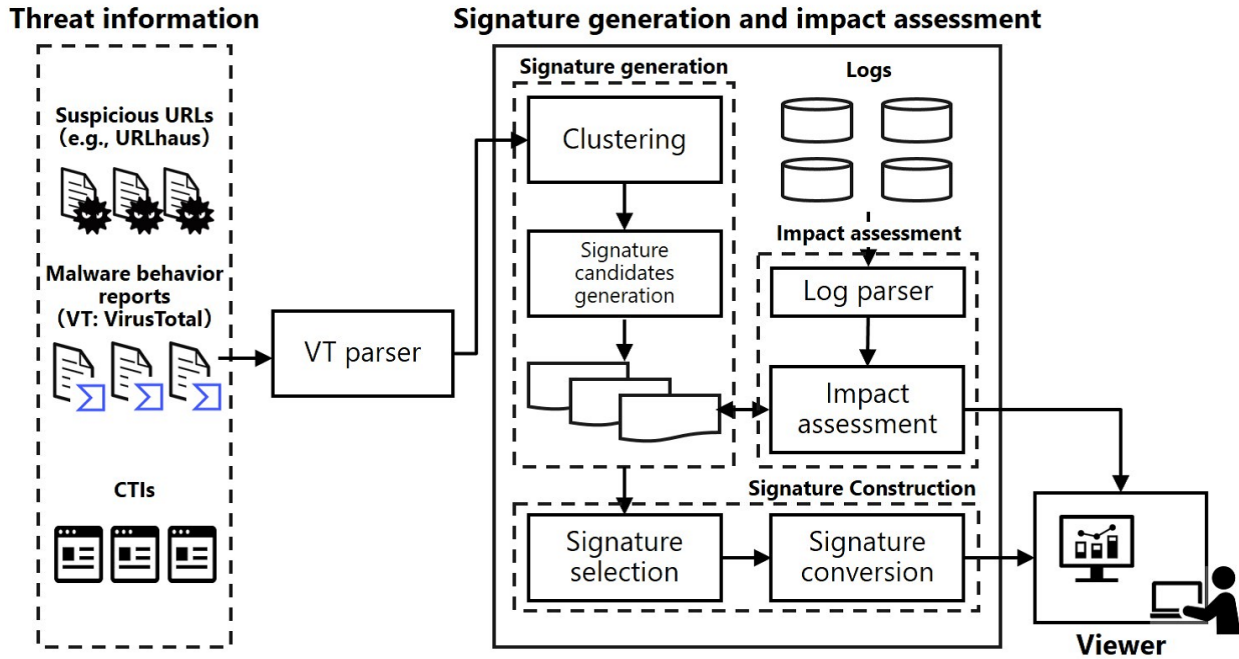 Threat information
Suspicious URLs
(e.g., URLhaus)
Malware behavior
reports
(VT: VirusTotal)
CTIs
VT parser
Signature generation and impact assessment
Signature generation
Clustering
Signature
candidates
generation
Logs
Impact assessment
Log parser
Impact
assessment
Signature Construction
Signature
selection
Signature
conversion
Viewer